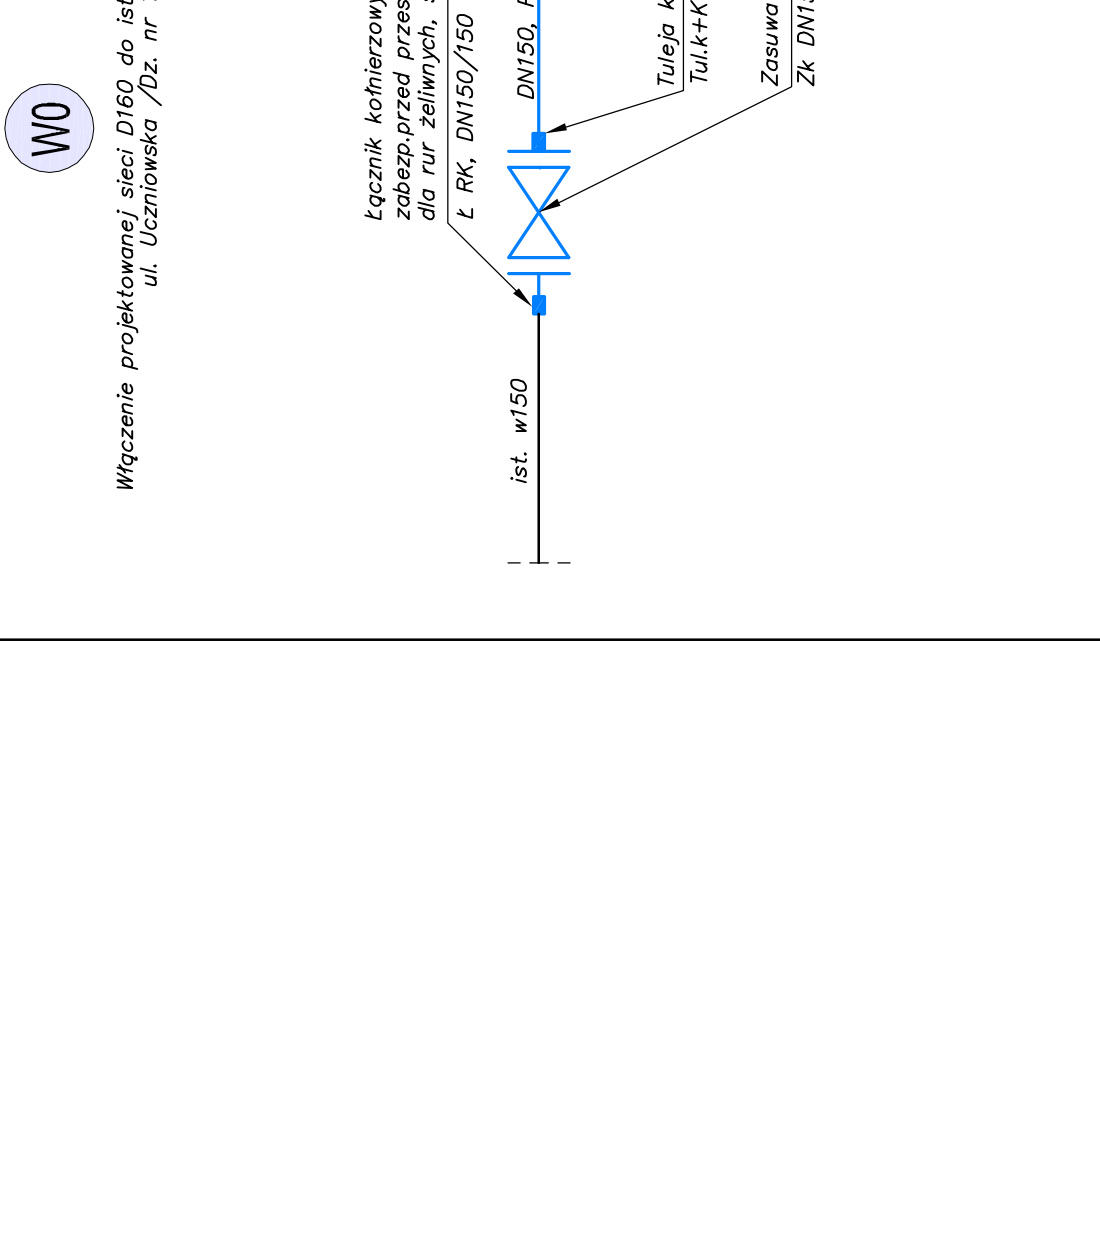 W0
Włączenie projektowanej sieci D160 do ist
ul. Uczniowska /Dz. nr
Łącznik kołnierzowy
zabezp.przed przes
dla rur żeliwnych,
Ł RK, DN150/150
DN150,
ist. w150
Tuleja k
Tul.k+K
Zasuwa
Zk DN15